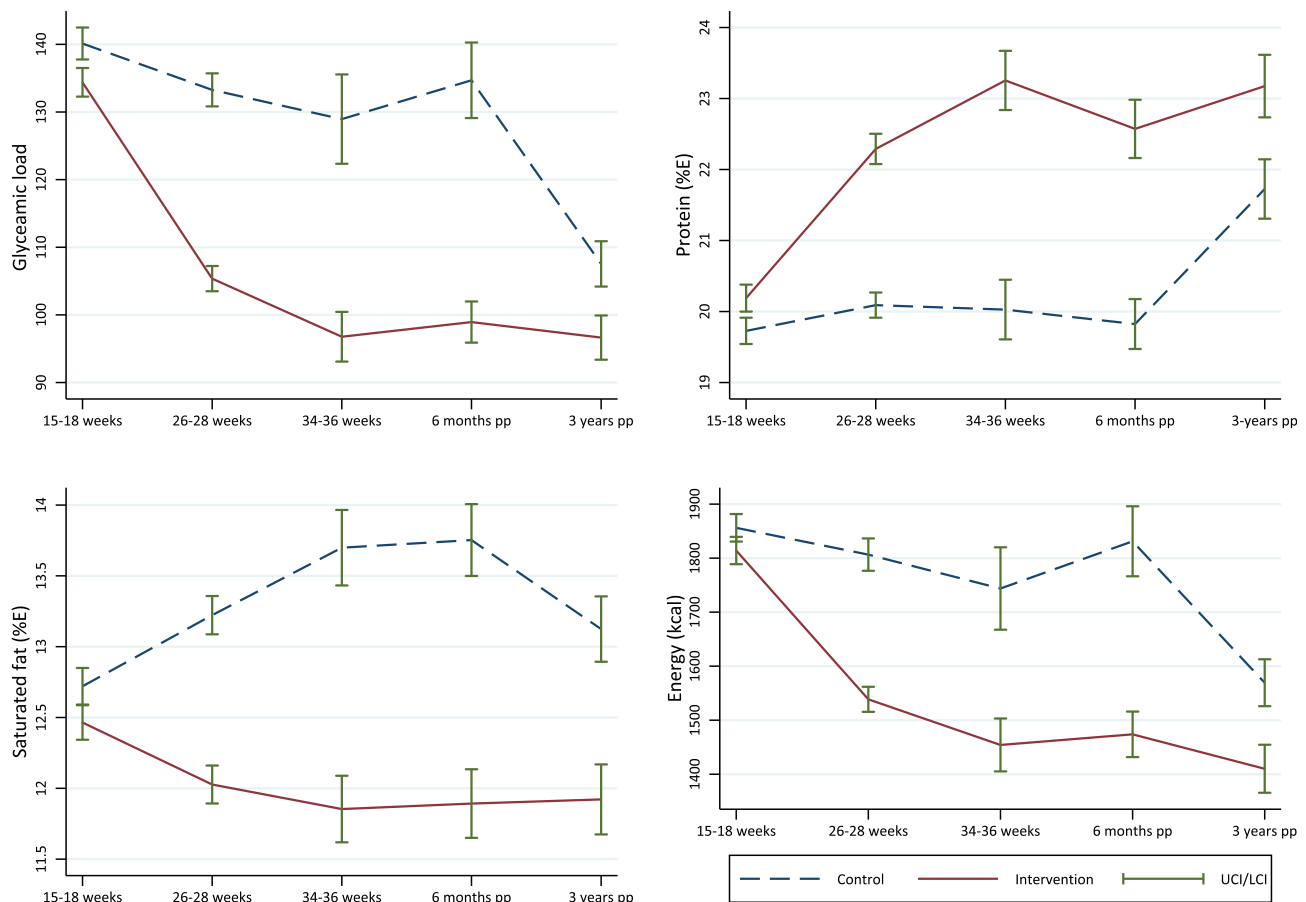 Glyceamic load
140
130
120
110
100
90
15-18 weeks 26-28 weeks 34-36 weeks 6 months pp 3 years pp
Protein (%E)
24
23
22
21
20
19
15-18 weeks 26-28 weeks 34-36 weeks 6 months pp 3-years pp
Saturated fat (%E)
14
13.5
13
12.5
12
11.5
15-18 weeks 26-28 weeks 34-36 weeks 6 months pp 3 years pp
Energy (kcal)
1900
1800
1700
1600
1500
1400
15-18 weeks 26-28 weeks 34-36 weeks 6 months pp 3 years pp
Control Intervention UCI/LCI